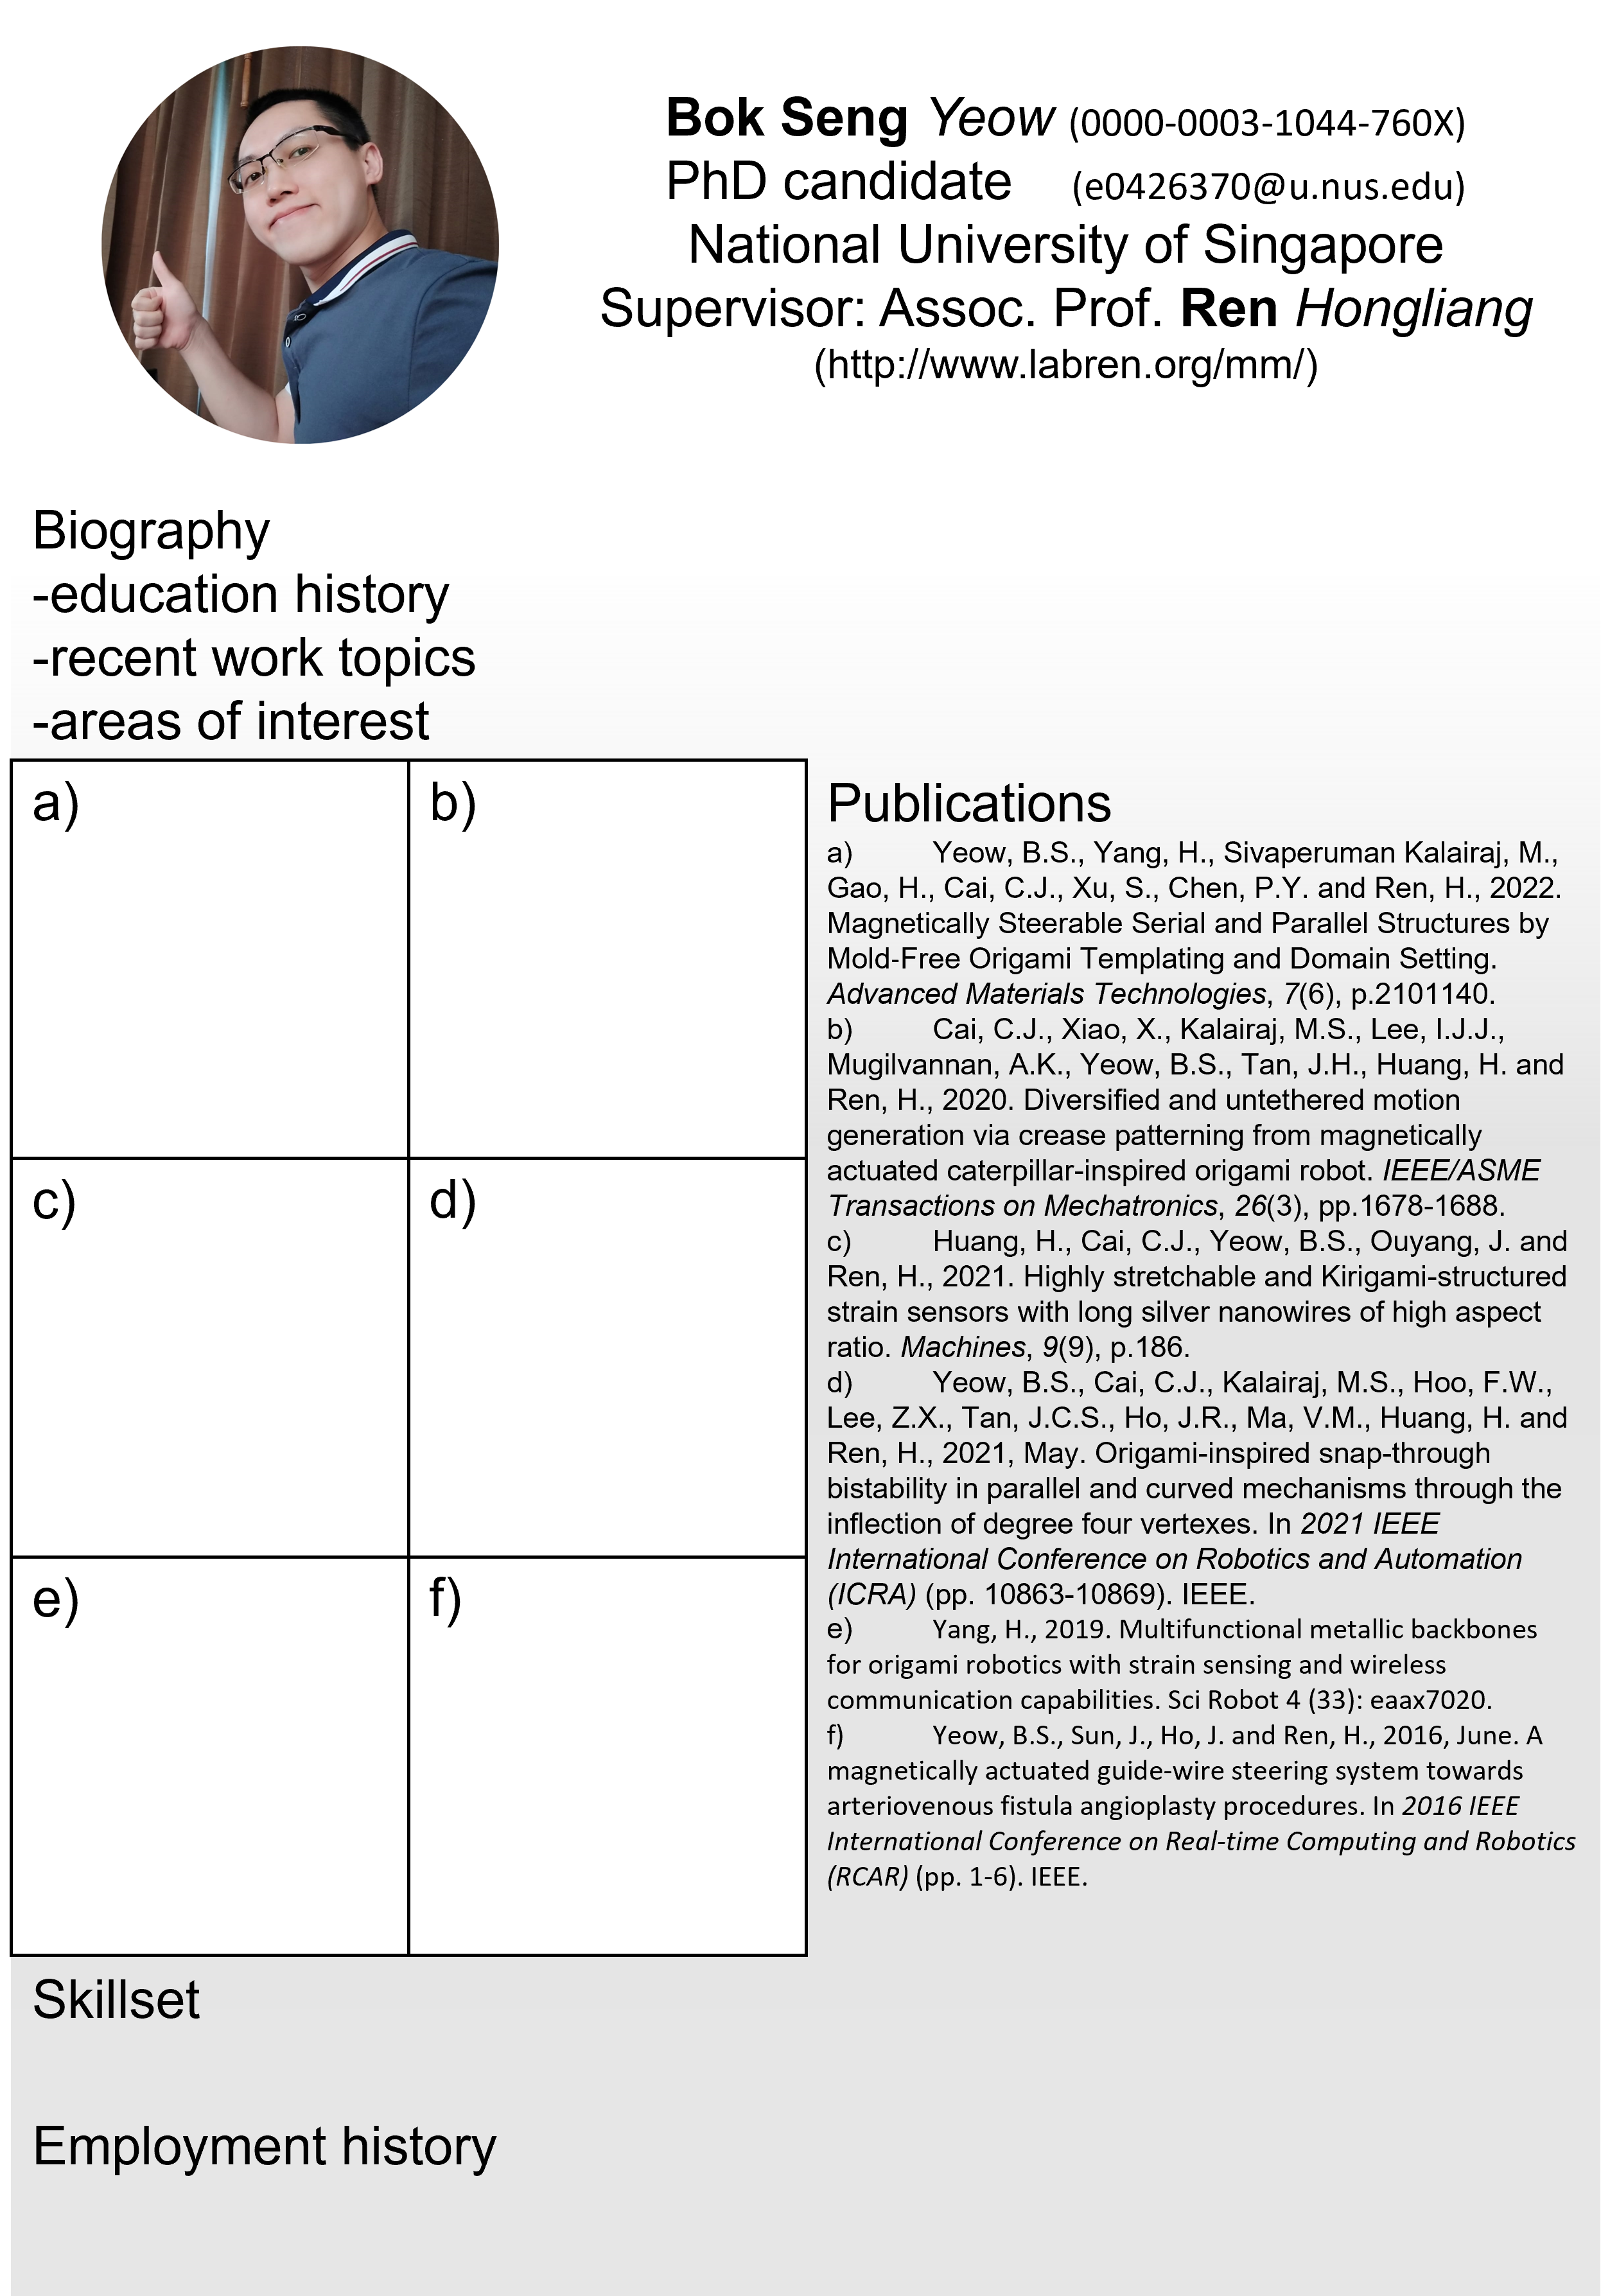 Bok Seng Yeow (0000-0003-1044-760X)
PhD candidate (e0426370@u.nus.edu)
National University of Singapore
Supervisor: Assoc. Prof. Ren Hongliang
(http://www.labren.org/mm/)
Biography
-education history
-recent work topics
-areas of interest
a)
b)
c)
d)
e)
f)
Publications
a) Yeow, B.S., Yang, H., Sivaperuman Kalairaj, M.,
Gao, H., Cai, C.J., Xu, S., Chen, P.Y. and Ren, H., 2022.
Magnetically Steerable Serial and Parallel Structures by
Mold-Free Origami Templating and Domain Setting.
Advanced Materials Technologies, 7(6), p.2101140.
b) Cai, C.J., Xiao, X., Kalairaj, M.S., Lee, I.J.J.,
Mugilvannan, A.K., Yeow, B.S., Tan, J.H., Huang, H. and
Ren, H., 2020. Diversified and untethered motion
generation via crease patterning from magnetically
actuated caterpillar-inspired origami robot. IEEE/ASME
Transactions on Mechatronics, 26(3), pp.1678-1688.
c) Huang, H., Cai, C.J., Yeow, B.S., Ouyang, J. and
Ren, H., 2021. Highly stretchable and Kirigami-structured
strain sensors with long silver nanowires of high aspect
ratio. Machines, 9(9), p.186.
d) Yeow, B.S., Cai, C.J., Kalairaj, M.S., Hoo, F.W.,
Lee, Z.X., Tan, J.C.S., Ho, J.R., Ma, V.M., Huang, H. and
Ren, H., 2021, May. Origami-inspired snap-through
bistability in parallel and curved mechanisms through the
inflection of degree four vertexes. In 2021 IEEE
International Conference on Robotics and Automation
(ICRA) (pp. 10863-10869). IEEE.
e) Yang, H., 2019. Multifunctional metallic backbones
for origami robotics with strain sensing and wireless
communication capabilities. Sci Robot 4 (33): eaax7020.
f) Yeow, B.S., Sun, J., Ho, J. and Ren, H., 2016, June. A
magnetically actuated guide-wire steering system towards
arteriovenous fistula angioplasty procedures. In 2016 IEEE
International Conference on Real-time Computing and Robotics
(RCAR) (pp. 1-6). IEEE.
Skillset
Employment history